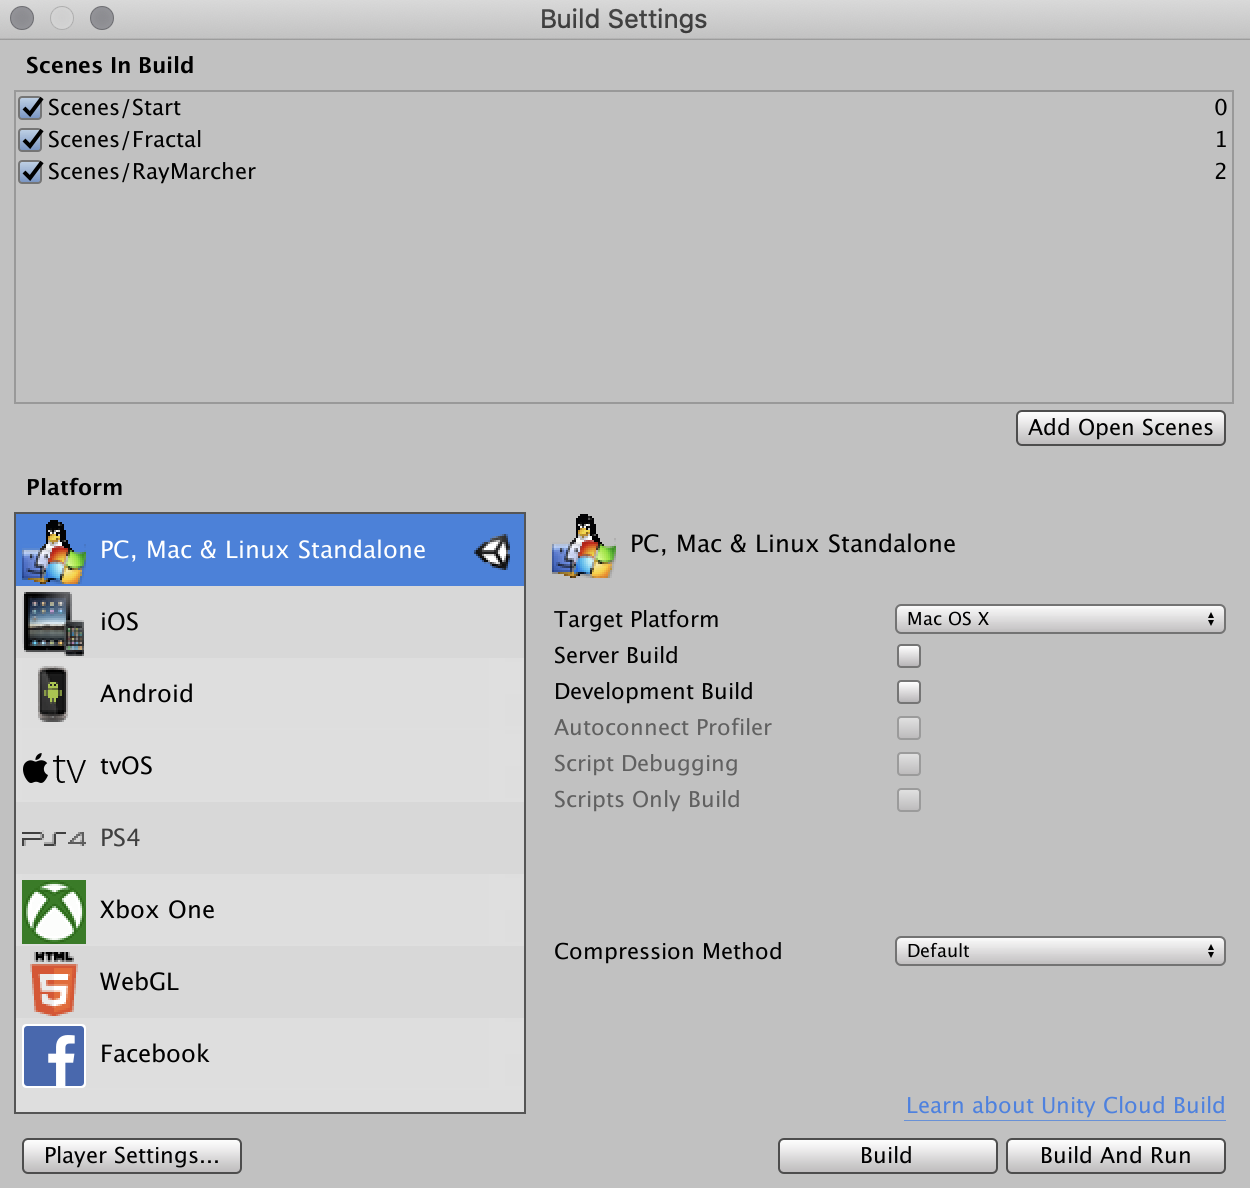 Build Settings
Scenes In Build
Scenes/Start 0
Scenes/Fractal 1
Scenes/RayMarcher 2
Add Open Scenes
Platform
PC, Mac & Linux Standalone
iOS
Android
tv tvOS
PS4 PS4
Xbox One
HTML
5 WebGL
f Facebook
PC, Mac & Linux Standalone
Target Platform Mac OS X
Server Build
Development Build
Autoconnect Profiler
Script Debugging
Scripts Only Build
Compression Method Default
Learn about Unity Cloud Build
Player Settings... Build Build And Run